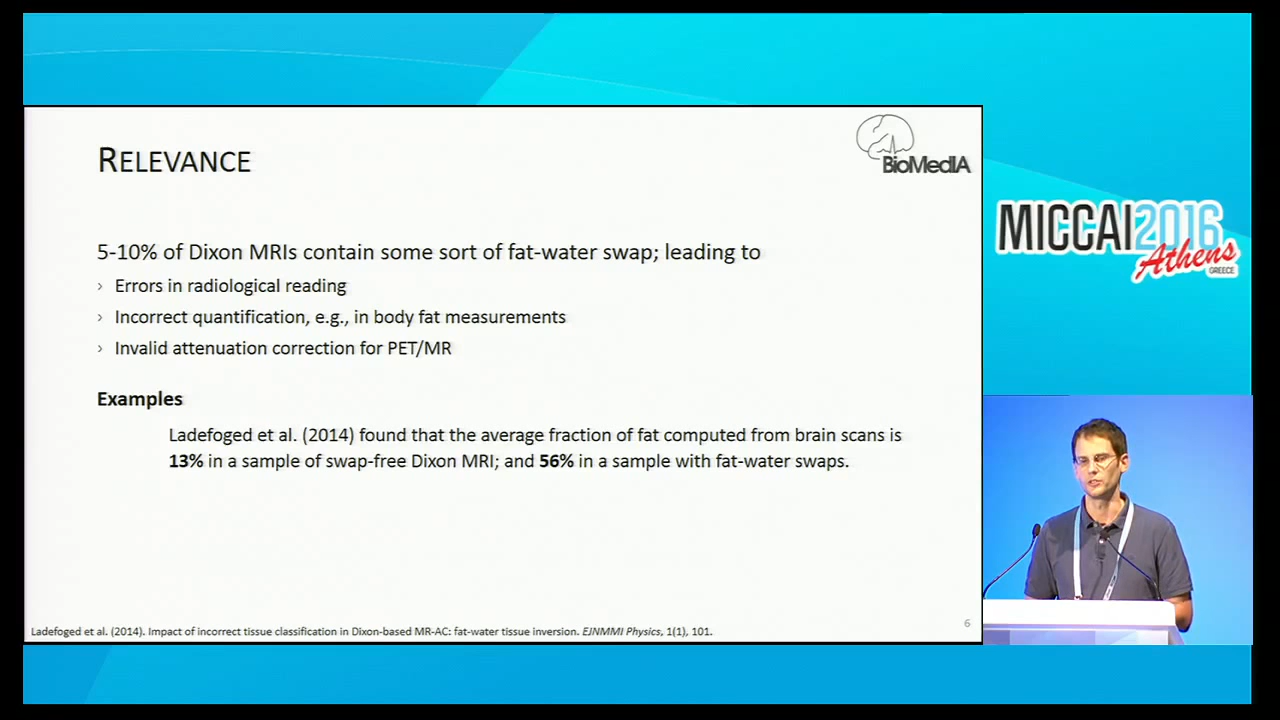 RELEVANCE
BioMedIA
5-10% of Dixon MRIs contain some sort of fat-water swap; leading to
› Errors in radiological reading
› Incorrect quantification, e.g., in body fat measurements
› Invalid attenuation correction for PET/MR
Examples
Ladefoged et al. (2014) found that the average fraction of fat computed from brain scans is
13% in a sample of swap-free Dixon MRI; and 56% in a sample with fat-water swaps.
Ladefoged et al. (2014). Impact of incorrect tissue classification in Dixon-based MR-AC: fat-water tissue inversion. EJNMMI Physics, 1(1), 101.
6
MICCAI2016
Athens
GREECE